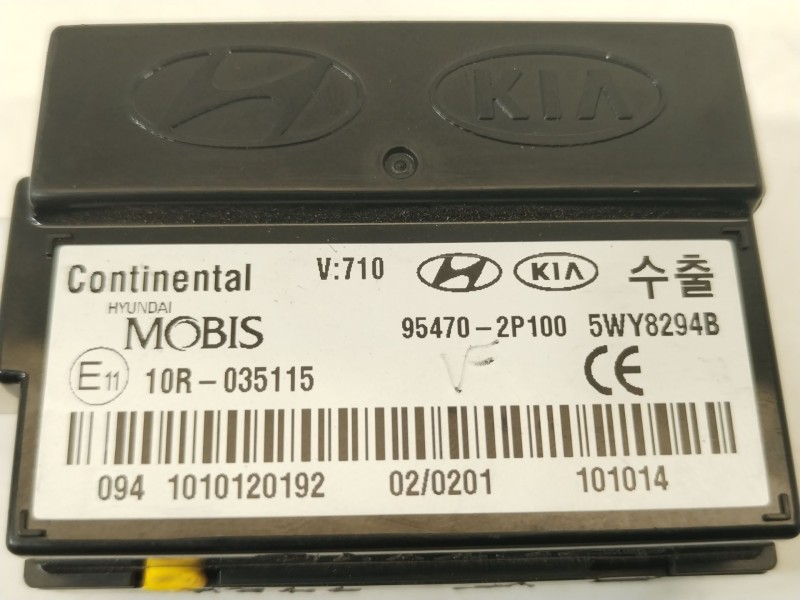 KIA
Continental V:710 KIA 수출
HYUNDAI
MOBIS 95470-2P100 5WY8294B
E11 10R-035115 VF CE
094 1010120192 02/0201 101014